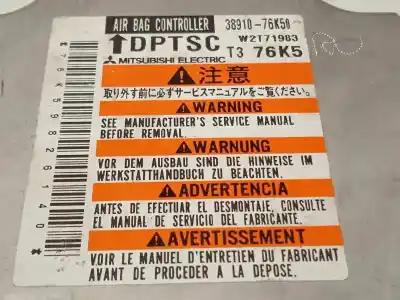 AIR BAG CONTROLLER 38910-76K50
↑DPTSC W2T71983
MITSUBISHI ELECTRIC T3 76K5
⚠注意
取り外す前に必ずサービスマニュアルをご覧ください。
⚠WARNING
SEE MANUFACTURER'S SERVICE MANUAL
BEFORE REMOVAL.
⚠WARNUNG
VOR DEM AUSBAU SIND DIE HINWEISE IM
WERKSTATTHANDBUCH ZU BEACHTEN.
⚠ADVERTENCIA
ANTES DE EFECTUAR EL DESMONTAJE, CONSULTE
EL MANUAL DE SERVICIO DEL FABRICANTE.
⚠AVERTISSEMENT
VOIR LE MANUEL D'ENTRETIEN DU FABRICANT
AVANT DE PROCEDER A LA DEPOSE.